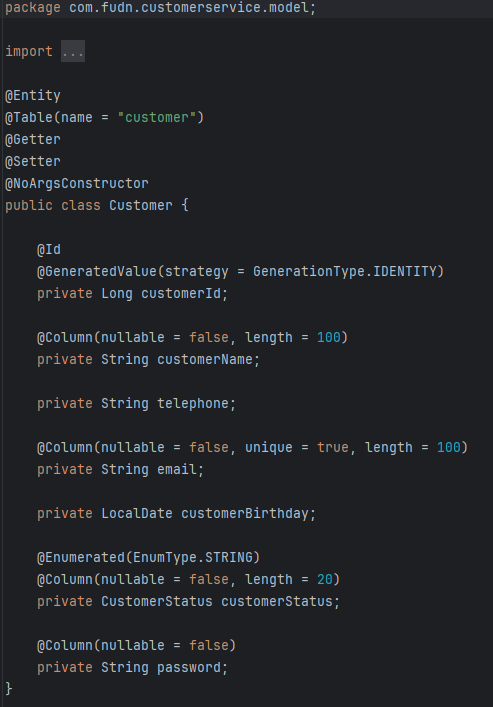 package com.fudn.customerservice.model;
import ...
@Entity
@Table(name = "customer")
@Getter
@Setter
@NoArgsConstructor
public class Customer {
@Id
@GeneratedValue(strategy = GenerationType.IDENTITY)
private Long customerId;
@Column(nullable = false, length = 100)
private String customerName;
private String telephone;
@Column(nullable = false, unique = true, length = 100)
private String email;
private LocalDate customerBirthday;
@Enumerated(EnumType.STRING)
@Column(nullable = false, length = 20)
private CustomerStatus customerStatus;
@Column(nullable = false)
private String password;
}